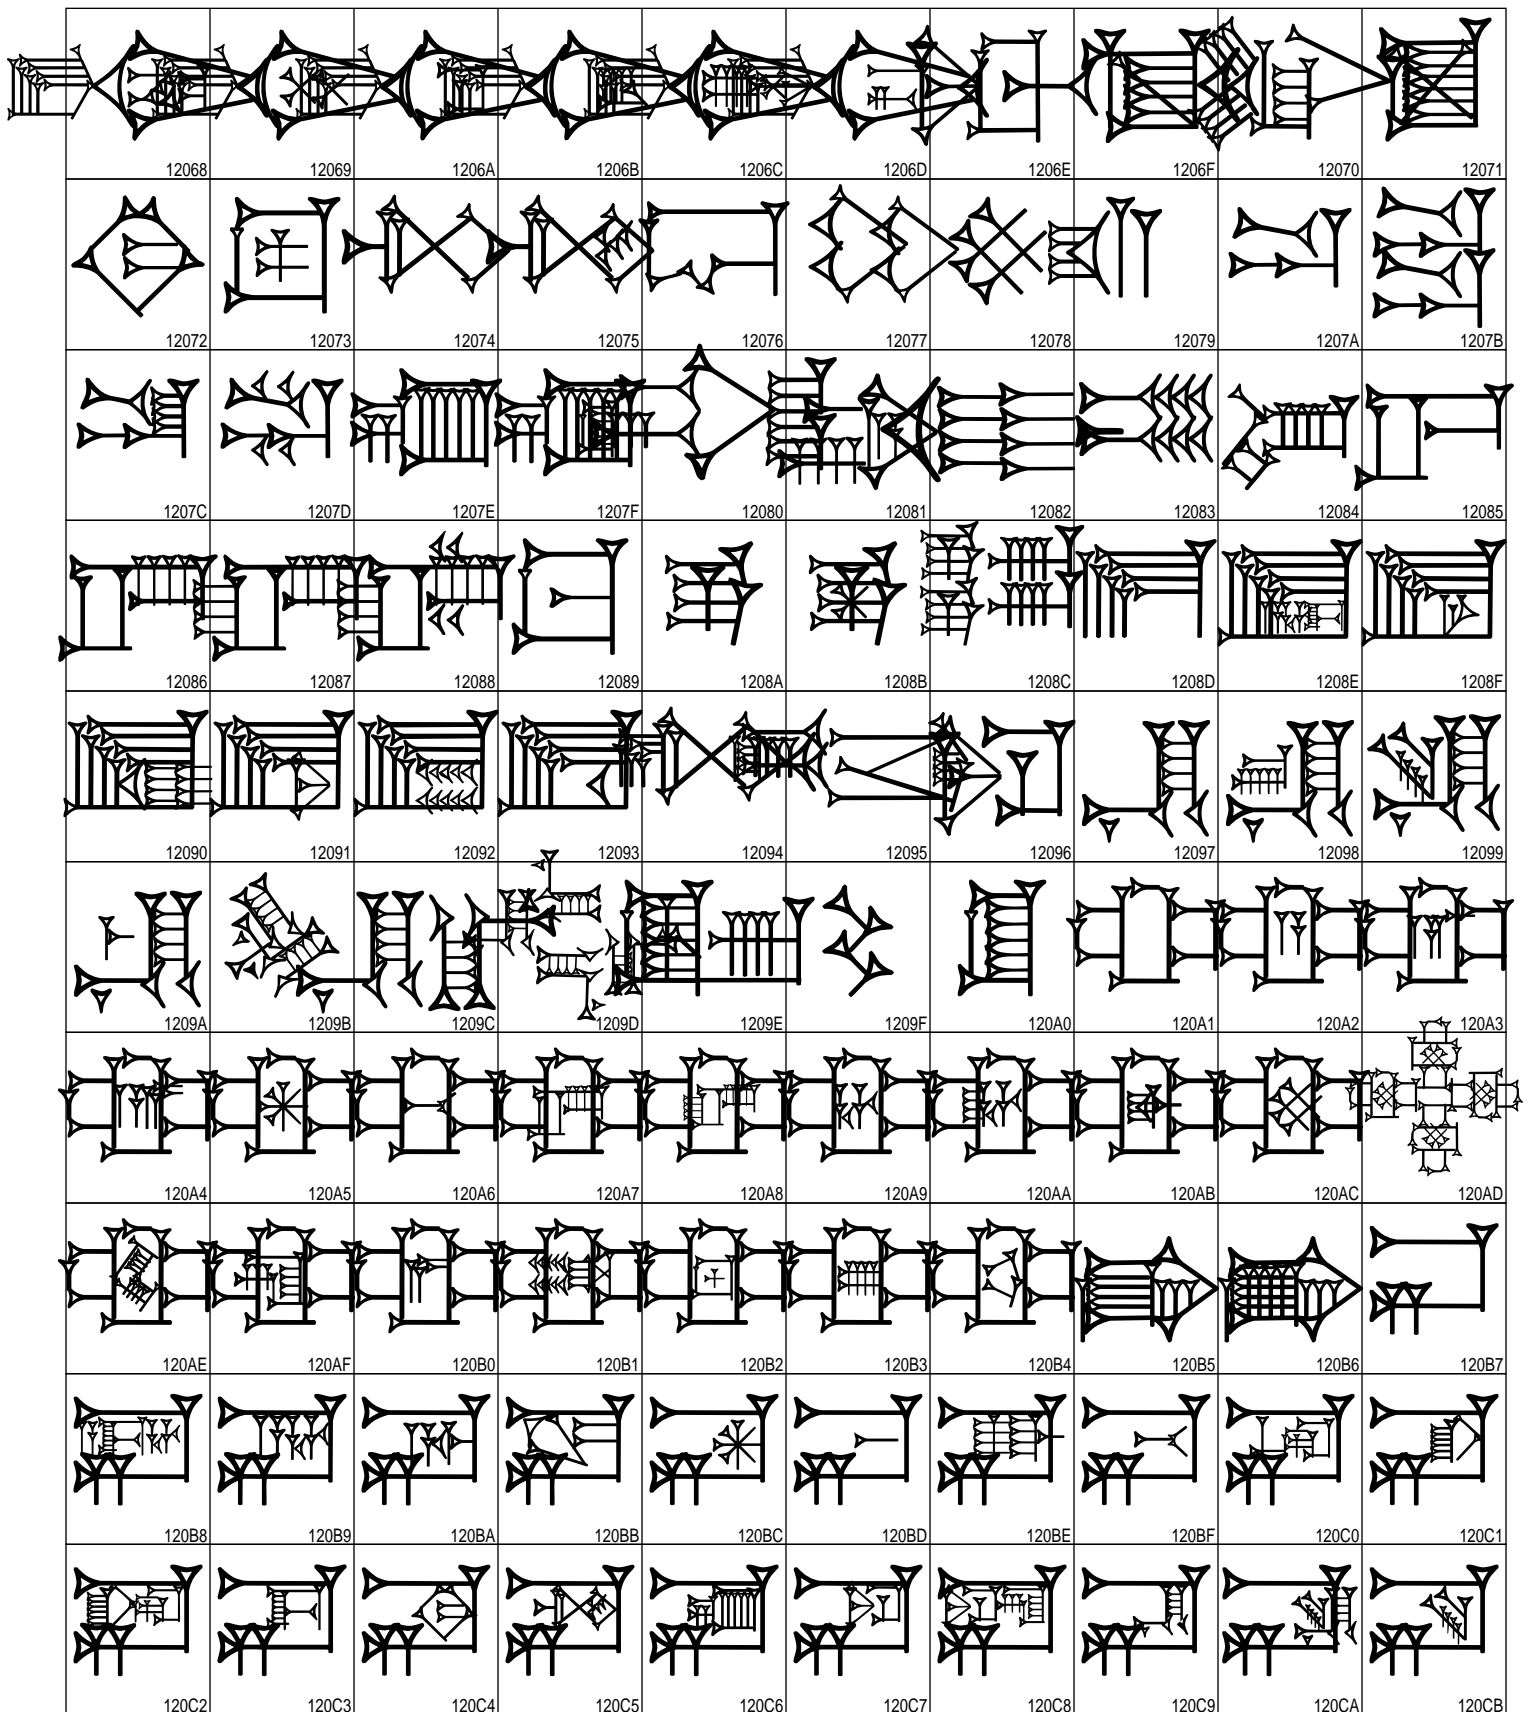 𒁨 𒁩 𒁪 𒁫 𒁬 𒁭 𒁮 𒁯 𒁰 𒁱
12068 12069 1206A 1206B 1206C 1206D 1206E 1206F 12070 12071
𒁲 𒁳 𒁴 𒁵 𒁶 𒁷 𒁸 𒁹 𒁺 𒁻
12072 12073 12074 12075 12076 12077 12078 12079 1207A 1207B
𒁼 𒁽 𒁾 𒁿 𒂀 𒂁 𒂂 𒂃 𒂄 𒂅
1207C 1207D 1207E 1207F 12080 12081 12082 12083 12084 12085
𒂆 𒂇 𒂈 𒂉 𒂊 𒂋 𒂌 𒂍 𒂎 𒂏
12086 12087 12088 12089 1208A 1208B 1208C 1208D 1208E 1208F
𒂐 𒂑 𒂒 𒂓 𒂔 𒂕 𒂖 𒂗 𒂘 𒂙
12090 12091 12092 12093 12094 12095 12096 12097 12098 12099
𒂚 𒂛 𒂜 𒂝 𒂞 𒂟 𒂠 𒂡 𒂢 𒂣
1209A 1209B 1209C 1209D 1209E 1209F 120A0 120A1 120A2 120A3
𒂤 𒂥 𒂦 𒂧 𒂨 𒂩 𒂪 𒂫 𒂬 𒂭
120A4 120A5 120A6 120A7 120A8 120A9 120AA 120AB 120AC 120AD
𒂮 𒂯 𒂰 𒂱 𒂲 𒂳 𒂴 𒂵 𒂶 𒂷
120AE 120AF 120B0 120B1 120B2 120B3 120B4 120B5 120B6 120B7
𒂸 𒂹 𒂺 𒂻 𒂼 𒂽 𒂾 𒂿 𒃀 𒃁
120B8 120B9 120BA 120BB 120BC 120BD 120BE 120BF 120C0 120C1
𒃂 𒃃 𒃄 𒃅 𒃆 𒃇 𒃈 𒃉 𒃊 𒃋
120C2 120C3 120C4 120C5 120C6 120C7 120C8 120C9 120CA 120CB